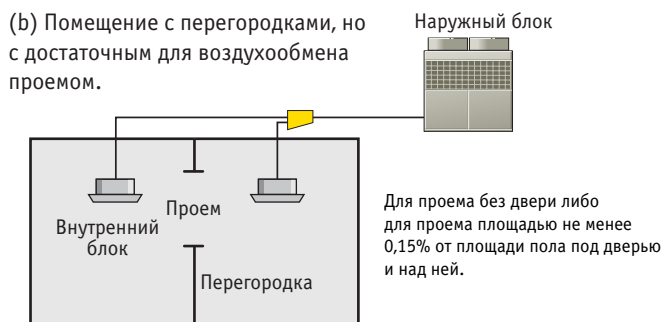 (b) Помещение с перегородками, но
с достаточным для воздухообмена
проемом.
Наружный блок
Проем
Внутренний
блок
Перегородка
Для проема без двери либо
для проема площадью не менее
0,15% от площади пола под дверью
и над ней.